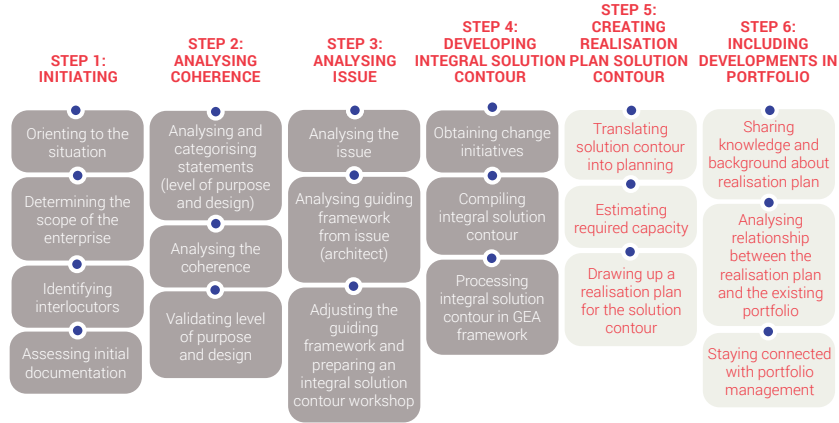 STEP 1:
INITIATING
Orienting to the
situation
Determining the
scope of the
enterprise
Identifying
interlocutors
Assessing initial
documentation
STEP 2:
ANALYSING
COHERENCE
Analysing and
categorising
statements
(level of purpose
and design)
Analysing the
coherence
Validating level
of purpose
and design
STEP 3:
ANALYSING
ISSUE
Analysing the
issue
Analysing guiding
framework
from issue
(architect)
Adjusting the
guiding
framework and
preparing an
integral solution
contour workshop
STEP 4:
DEVELOPING
INTEGRAL SOLUTION
CONTOUR
Obtaining change
initiatives
Compiling
integral solution
contour
Processing
integral solution
contour in GEA
framework
STEP 5:
CREATING
REALISATION
PLAN SOLUTION
CONTOUR
Translating
solution contour
into planning
Estimating
required capacity
Drawing up a
realisation plan
for the solution
contour
STEP 6:
INCLUDING
DEVELOPMENTS IN
PORTFOLIO
Sharing
knowledge and
background about
realisation plan
Analysing
relationship
between the
realisation plan
and the existing
portfolio
Staying connected
with portfolio
management